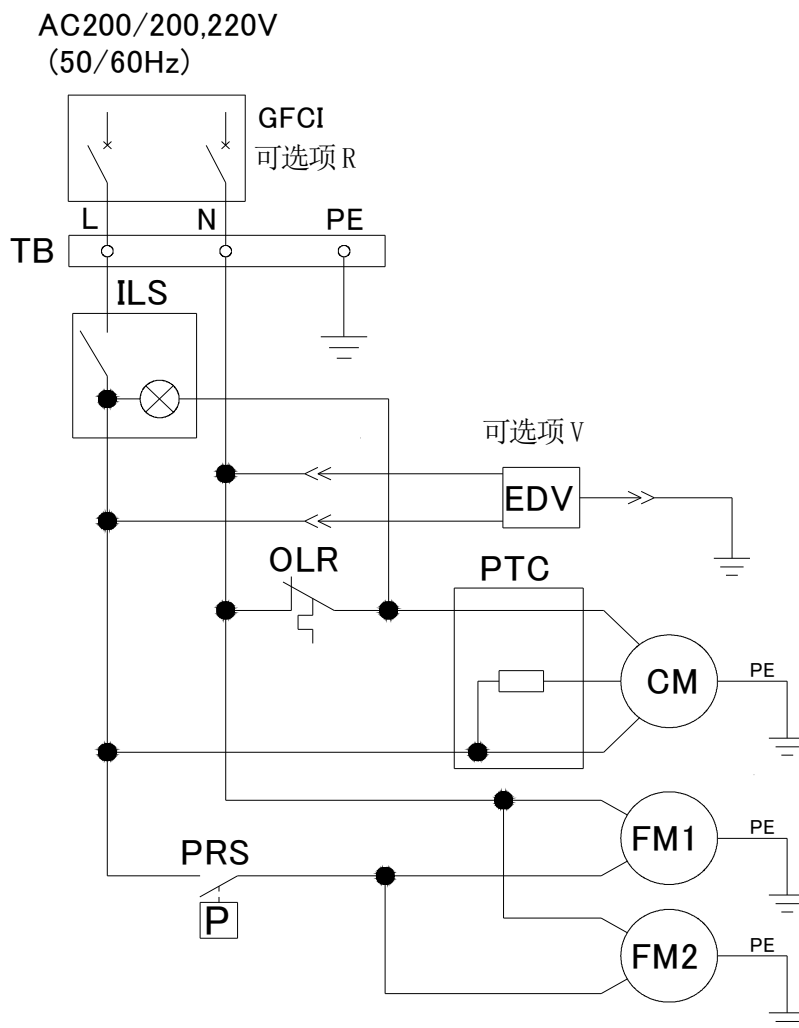 AC200/200,220V
(50/60Hz)
GFCI
可选项R
L N PE
TB
ILS
可选项V
EDV
OLR
PTC
CM
PE
FM1
PE
PRS
P
FM2
PE